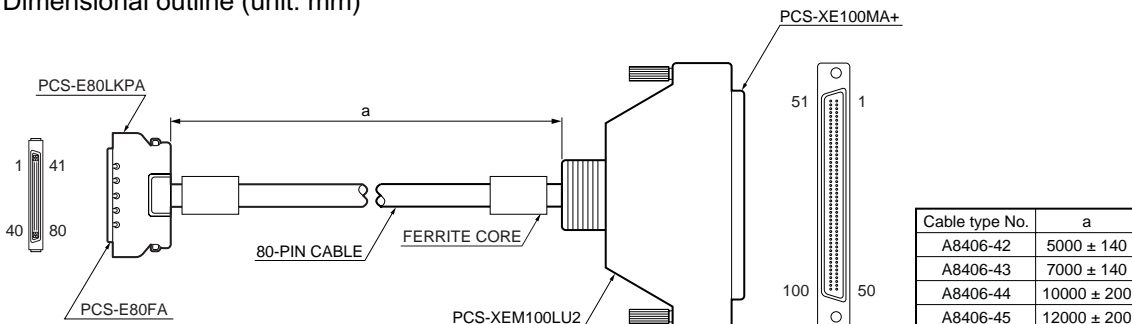 Dimensional outline (unit: mm)
PCS-XE100MA+
PCS-E80LKPA
a
51 1
1 41
40 80
80-PIN CABLE
FERRITE CORE
PCS-E80FA
PCS-XEM100LU2
100 50
Cable type No. a
A8406-42 5000 ± 140
A8406-43 7000 ± 140
A8406-44 10000 ± 200
A8406-45 12000 ± 200